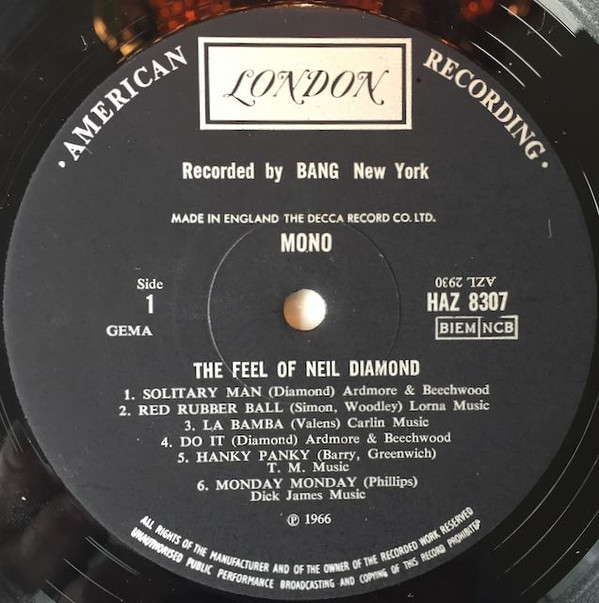 · AMERICAN RECORDING ·
LONDON
Recorded by BANG New York
MADE IN ENGLAND THE DECCA RECORD CO. LTD.
MONO
Side
1
GEMA
AZL 2930
HAZ 8307
BIEM NCB
THE FEEL OF NEIL DIAMOND
1. SOLITARY MAN (Diamond) Ardmore & Beechwood
2. RED RUBBER BALL (Simon, Woodley) Lorna Music
3. LA BAMBA (Valens) Carlin Music
4. DO IT (Diamond) Ardmore & Beechwood
5. HANKY PANKY (Barry, Greenwich)
T. M. Music
6. MONDAY MONDAY (Phillips)
Dick James Music
℗ 1966
ALL RIGHTS OF THE MANUFACTURER AND OF THE OWNER OF THE RECORDED WORK RESERVED
UNAUTHORISED PUBLIC PERFORMANCE BROADCASTING AND COPYING OF THIS RECORD PROHIBITED